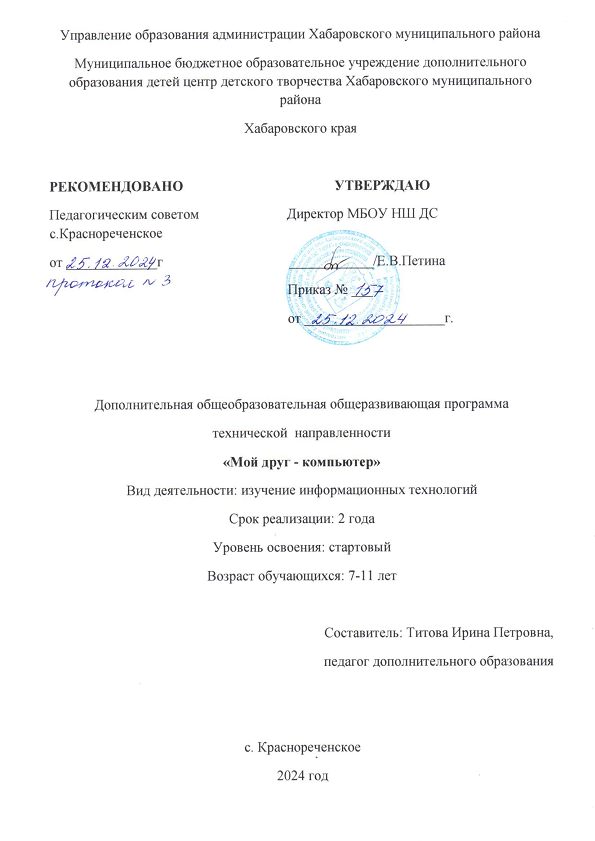 Управление образования администрации Хабаровского муниципального района
Муниципальное бюджетное образовательное учреждение дополнительного
образования детей центр детского творчества Хабаровского муниципального
района
Хабаровского края
РЕКОМЕНДОВАНО
Педагогическим советом
с.Краснореченское
от 25.12.2024г
протокол № 3
УТВЕРЖДАЮ
Директор МБОУ НШ ДС
____________/Е.В.Петина
Приказ № 157
от 25.12.2024 г.
Дополнительная общеобразовательная общеразвивающая программа
технической направленности
«Мой друг - компьютер»
Вид деятельности: изучение информационных технологий
Срок реализации: 2 года
Уровень освоения: стартовый
Возраст обучающихся: 7-11 лет
Составитель: Титова Ирина Петровна,
педагог дополнительного образования
с. Краснореченское
2024 год